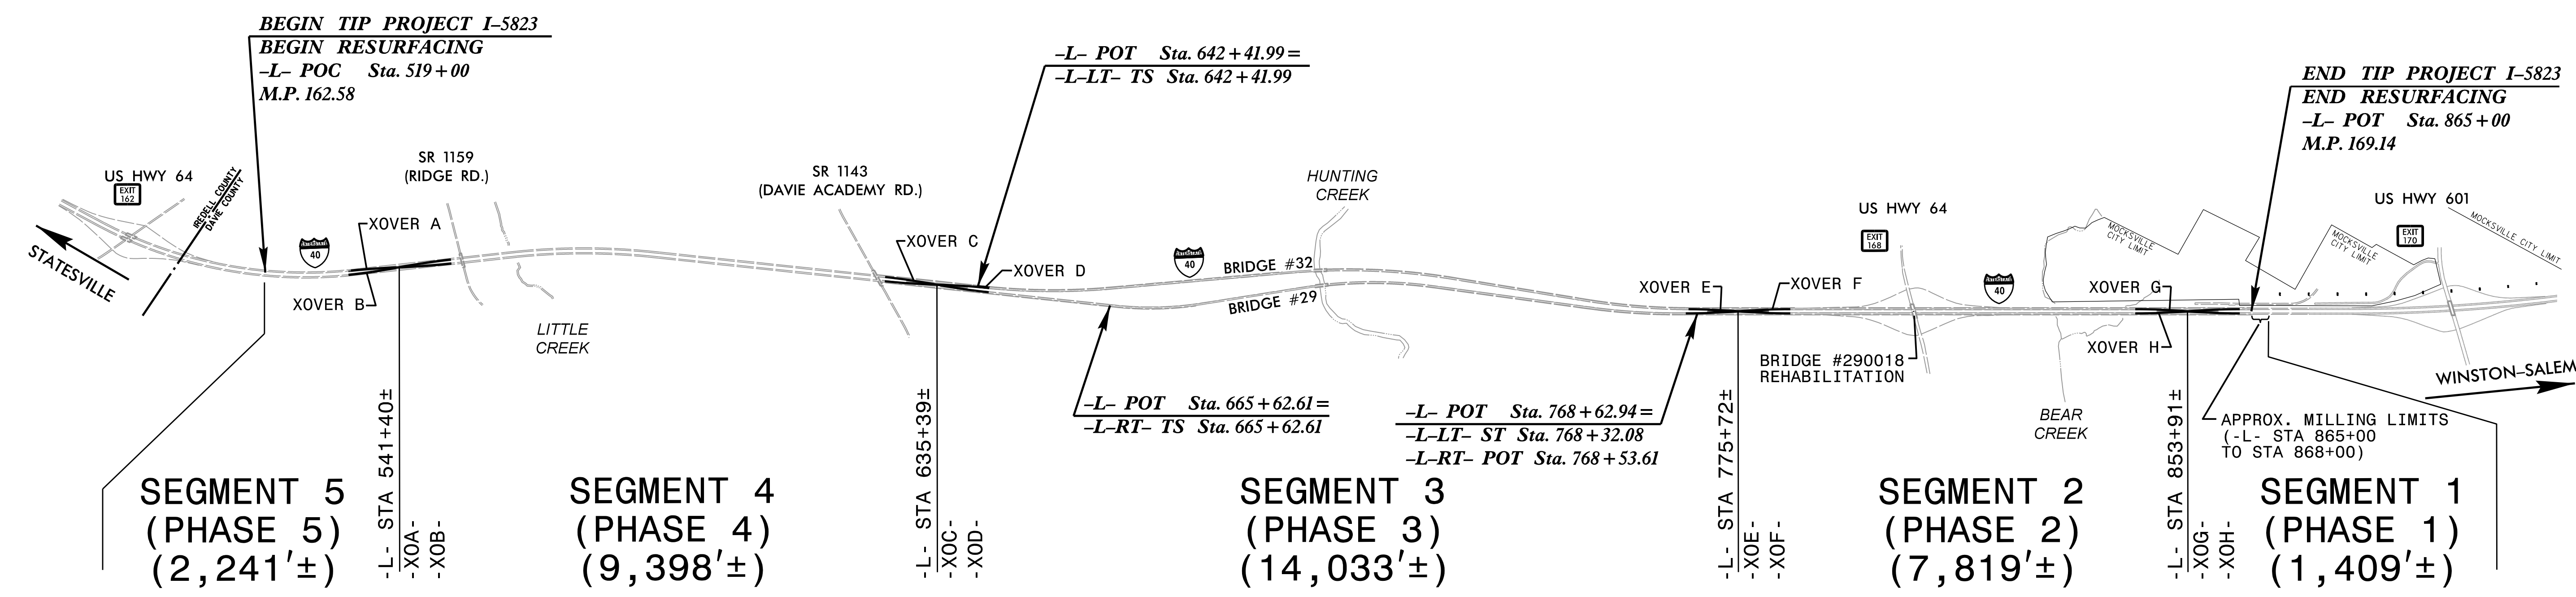 BEGIN TIP PROJECT I–5823
BEGIN RESURFACING
–L– POC Sta. 519+00
M.P. 162.58
–L– POT Sta. 642+41.99=
–L–LT– TS Sta. 642+41.99
END TIP PROJECT I–5823
END RESURFACING
–L– POT Sta. 865+00
M.P. 169.14
US HWY 64
EXIT
162
IREDELL COUNTY
DAVIE COUNTY
STATESVILLE
40
XOVER A
XOVER B
SR 1159
(RIDGE RD.)
LITTLE
CREEK
SR 1143
(DAVIE ACADEMY RD.)
XOVER C
XOVER D
40
BRIDGE #32
BRIDGE #29
HUNTING
CREEK
XOVER E
XOVER F
US HWY 64
EXIT
168
BRIDGE #290018
REHABILITATION
40
MOCKSVILLE
CITY LIMIT
BEAR
CREEK
XOVER G
XOVER H
MOCKSVILLE
CITY LIMIT
US HWY 601
EXIT
170
MOCKSVILLE CITY LIMIT
WINSTON–SALEM
–L– POT Sta. 665+62.61=
–L–RT– TS Sta. 665+62.61
–L– POT Sta. 768+62.94=
–L–LT– ST Sta. 768+32.08
–L–RT– POT Sta. 768+53.61
APPROX. MILLING LIMITS
(-L- STA 865+00
TO STA 868+00)
SEGMENT 5
(PHASE 5)
(2,241'±)
-L- STA 541+40±
-XOA-
-XOB-
SEGMENT 4
(PHASE 4)
(9,398'±)
-L- STA 635+39±
-XOC-
-XOD-
SEGMENT 3
(PHASE 3)
(14,033'±)
-L- STA 775+72±
-XOE-
-XOF-
SEGMENT 2
(PHASE 2)
(7,819'±)
-L- STA 853+91±
-XOG-
-XOH-
SEGMENT 1
(PHASE 1)
(1,409'±)